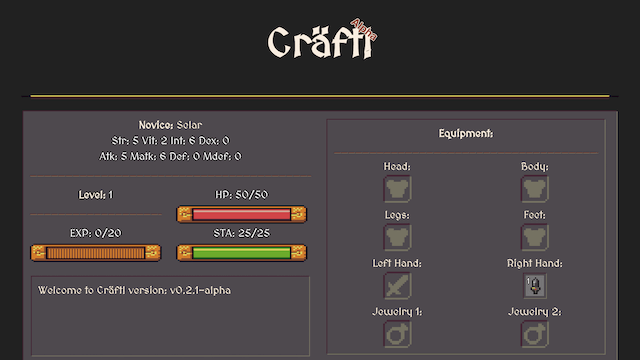 Cräftl
Alpha
Novice: Solar
Str: 5 Vit: 2 Int: 6 Dex: 0
Atk: 5 Matk: 6 Def: 0 Mdef: 0
Level: 1
HP: 50/50
EXP: 0/20
STA: 25/25
Welcome to Cräftl version: v0.2.1-alpha
Equipment:
Head:
Body:
Legs:
Feet:
Left Hand:
Right Hand:
1
Jewelry 1:
Jewelry 2: